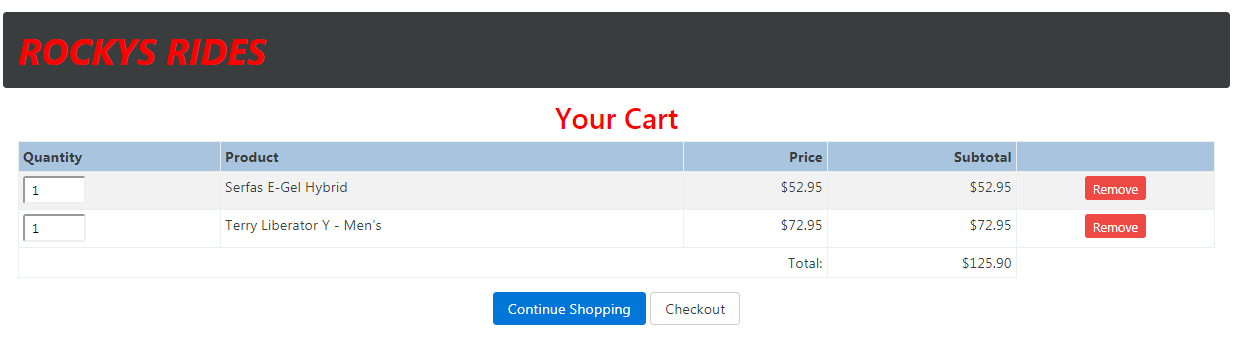 ROCKYS RIDES
Your Cart
Quantity Product Price Subtotal
1 Serfas E-Gel Hybrid $52.95 $52.95 Remove
1 Terry Liberator Y - Men's $72.95 $72.95 Remove
Total: $125.90
Continue Shopping Checkout